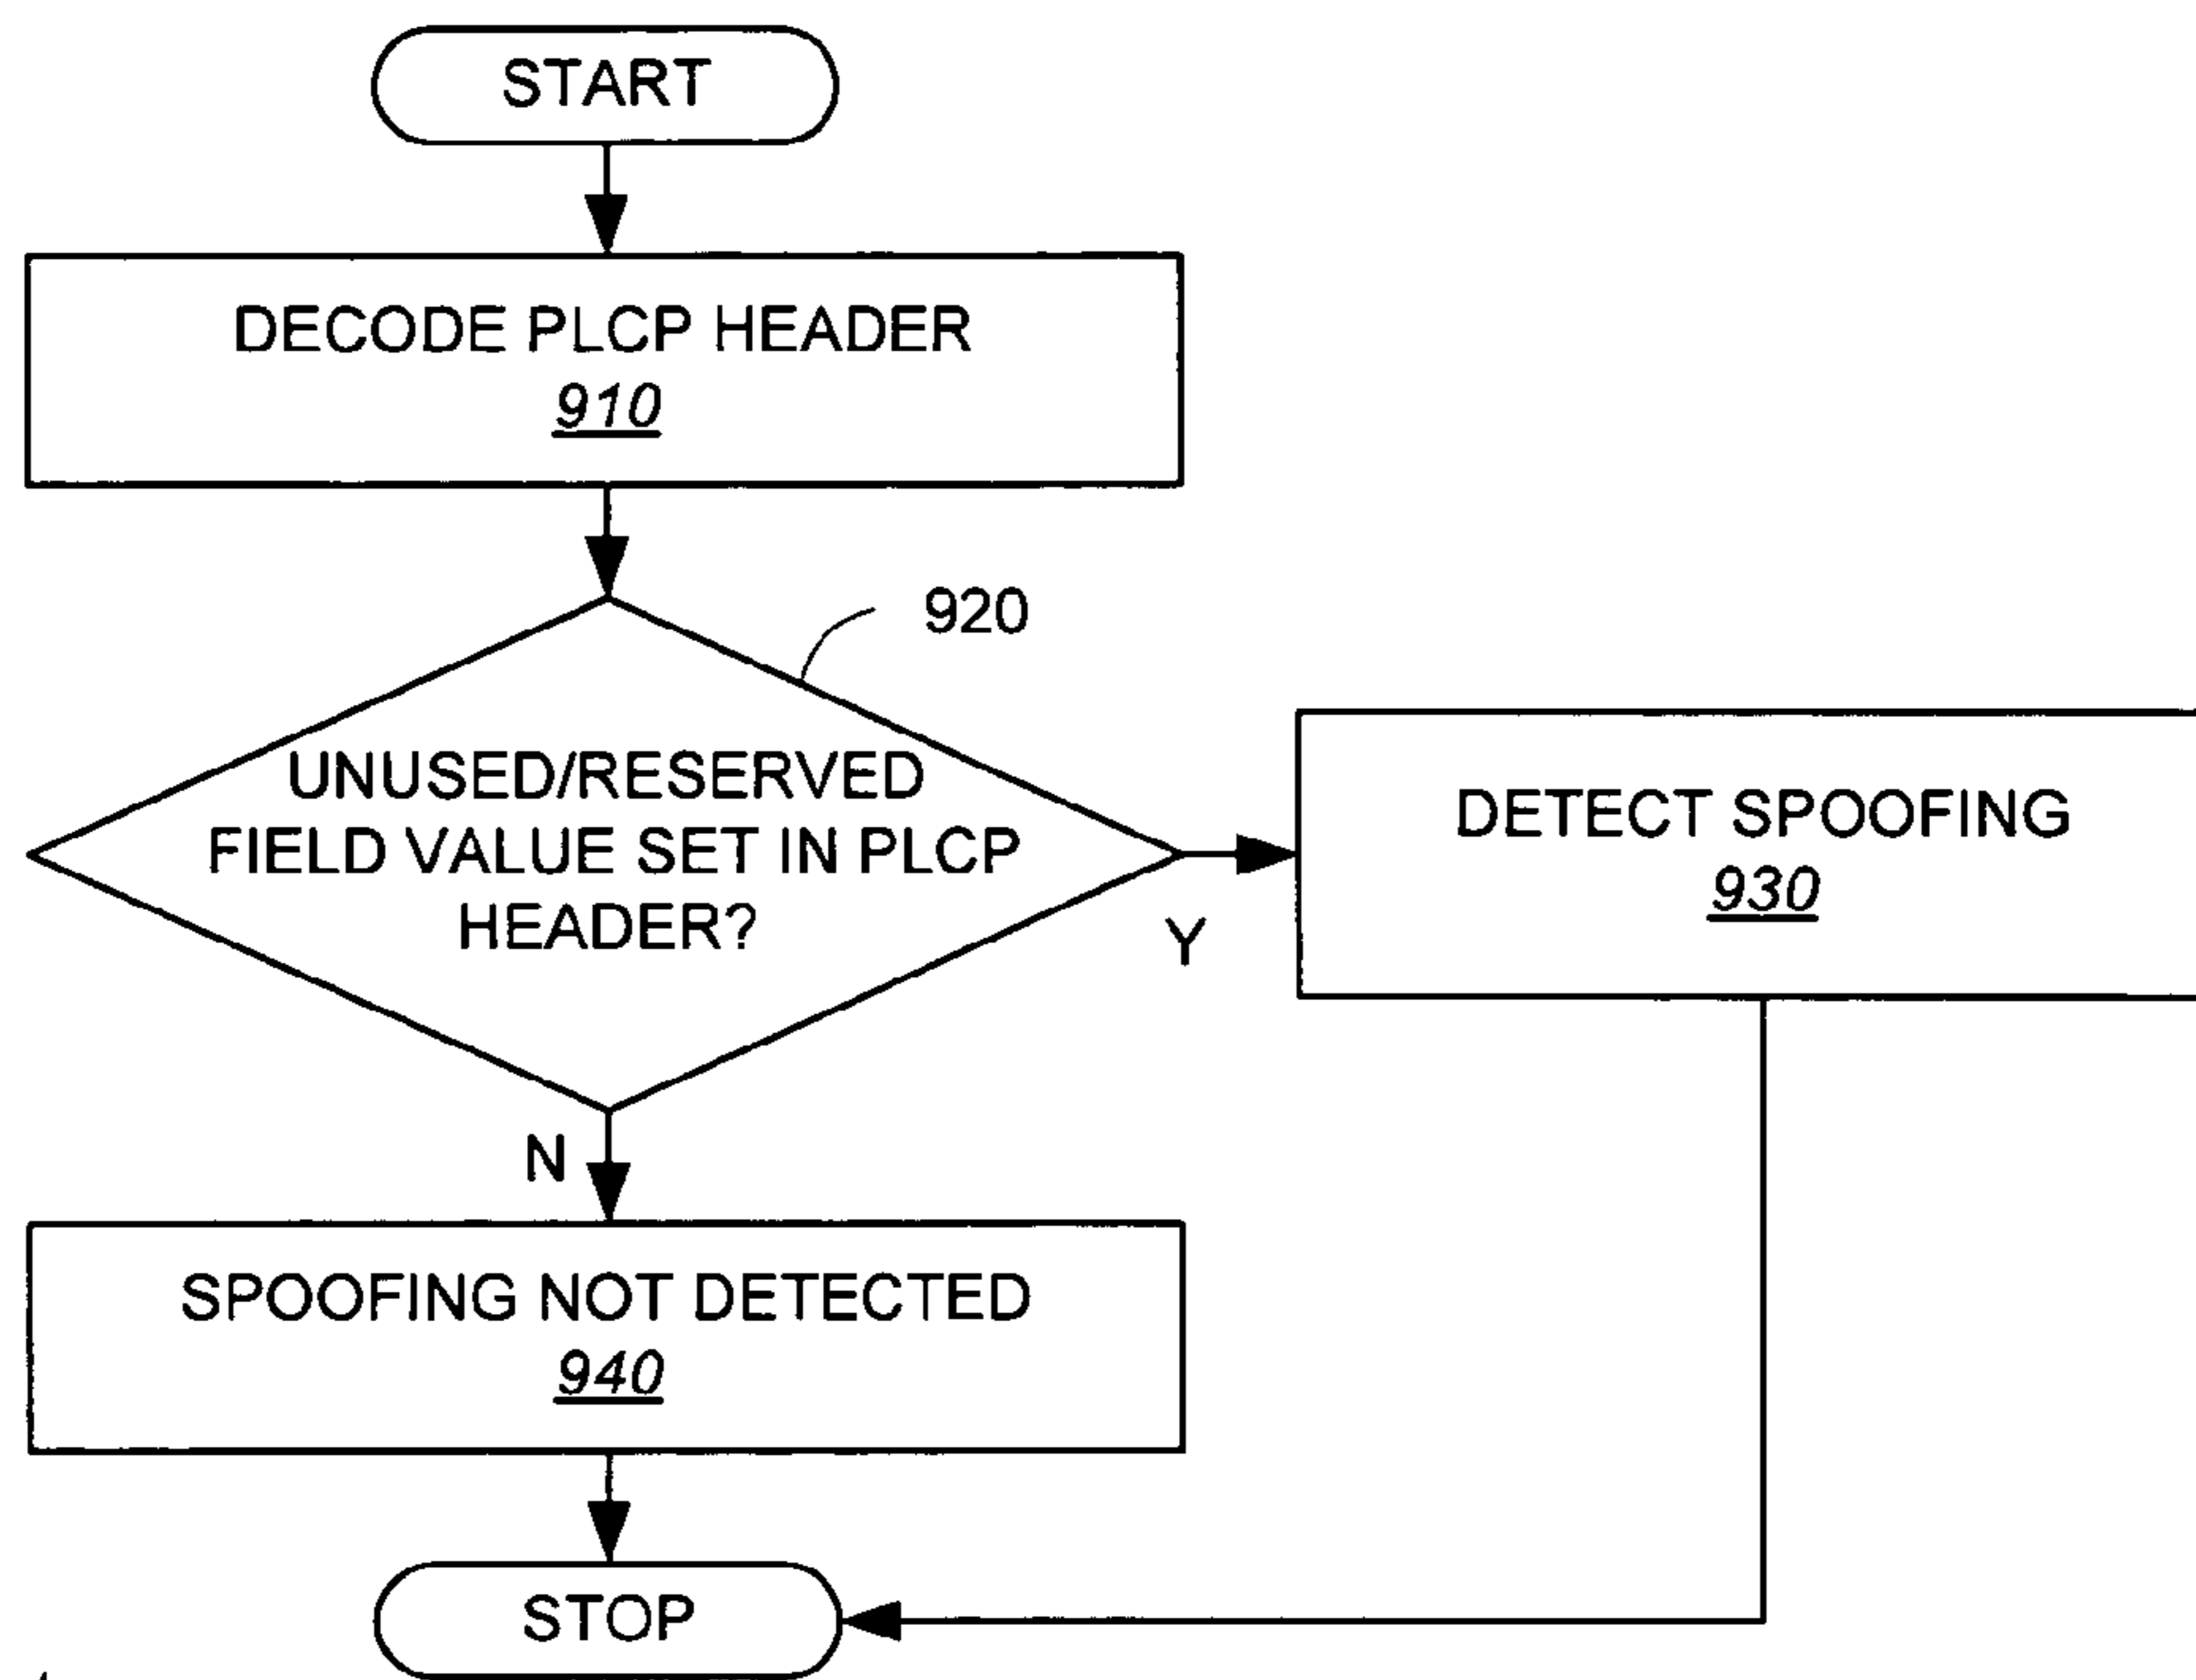 START
DECODE PLCP HEADER
910
920
UNUSED/RESERVED
FIELD VALUE SET IN PLCP
HEADER?
Y
DETECT SPOOFING
930
N
SPOOFING NOT DETECTED
940
STOP